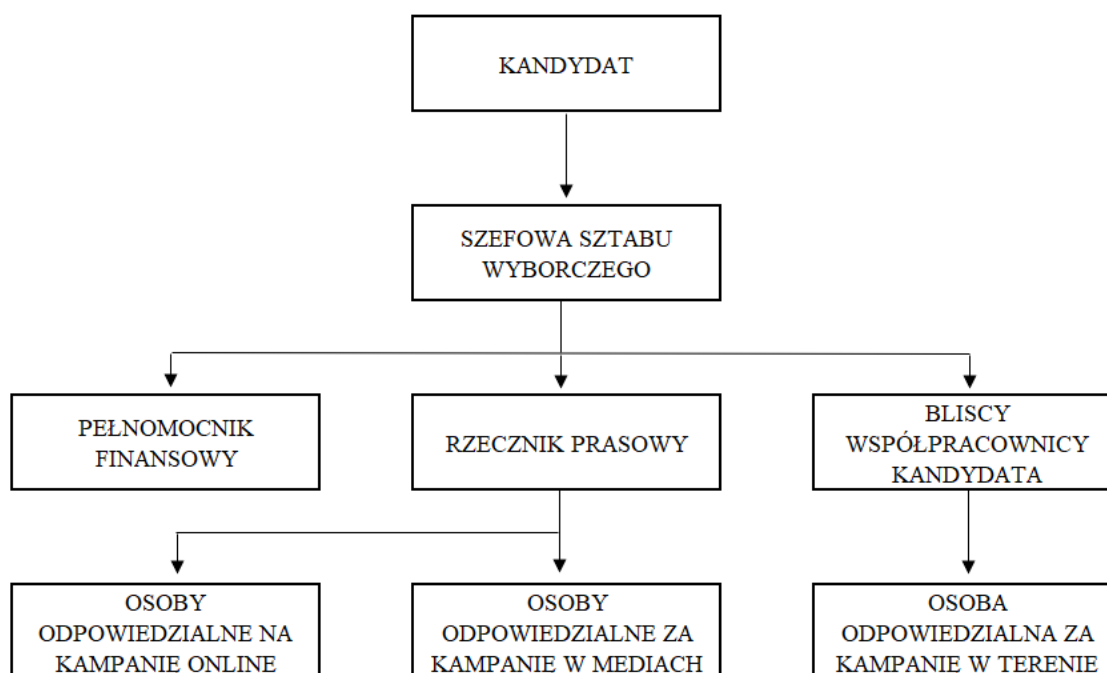 KANDYDAT
SZEFOWA SZTABU
WYBORCZEGO
PEŁNOMOCNIK
FINANSOWY
RZECZNIK PRASOWY
BLISCY
WSPÓŁPRACOWNICY
KANDYDATA
OSOBY
ODPOWIEDZIALNE NA
KAMPANIĘ ONLINE
OSOBY
ODPOWIEDZIALNE ZA
KAMPANIE W MEDIACH
OSOBA
ODPOWIEDZIALNA ZA
KAMPANIE W TERENIE